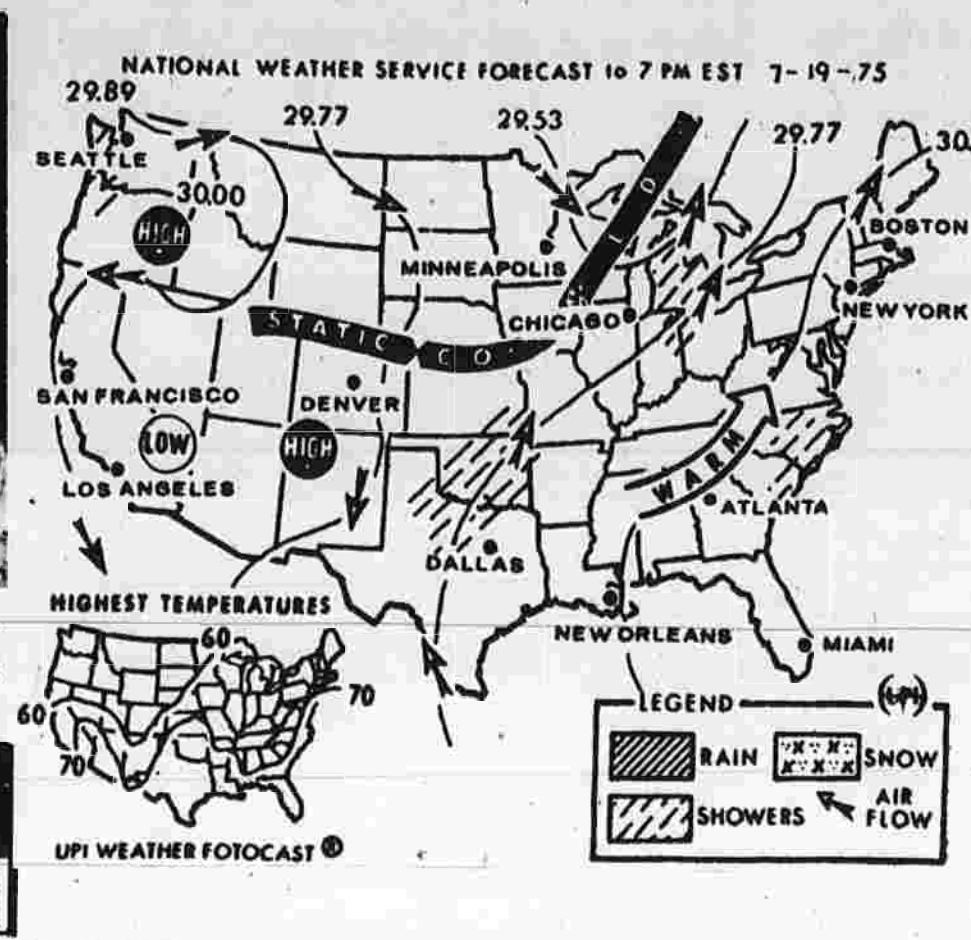 NATIONAL WEATHER SERVICE FORECAST to 7 PM EST 7-19-75
29.89
29.77
29.53
29.77
30.
SEATTLE
30.00
HIGH
BOSTON
MINNEAPOLIS
NEW YORK
CHICAGO
STATIC
CO
SAN FRANCISCO
DENVER
LOW
HIGH
WARM
LOS ANGELES
ATLANTA
DALLAS
HIGHEST TEMPERATURES
NEW ORLEANS
MIAMI
60
70
60
70
LEGEND
(UPI)
RAIN
SNOW
SHOWERS
AIR
FLOW
UPI WEATHER FOTOCAST ®